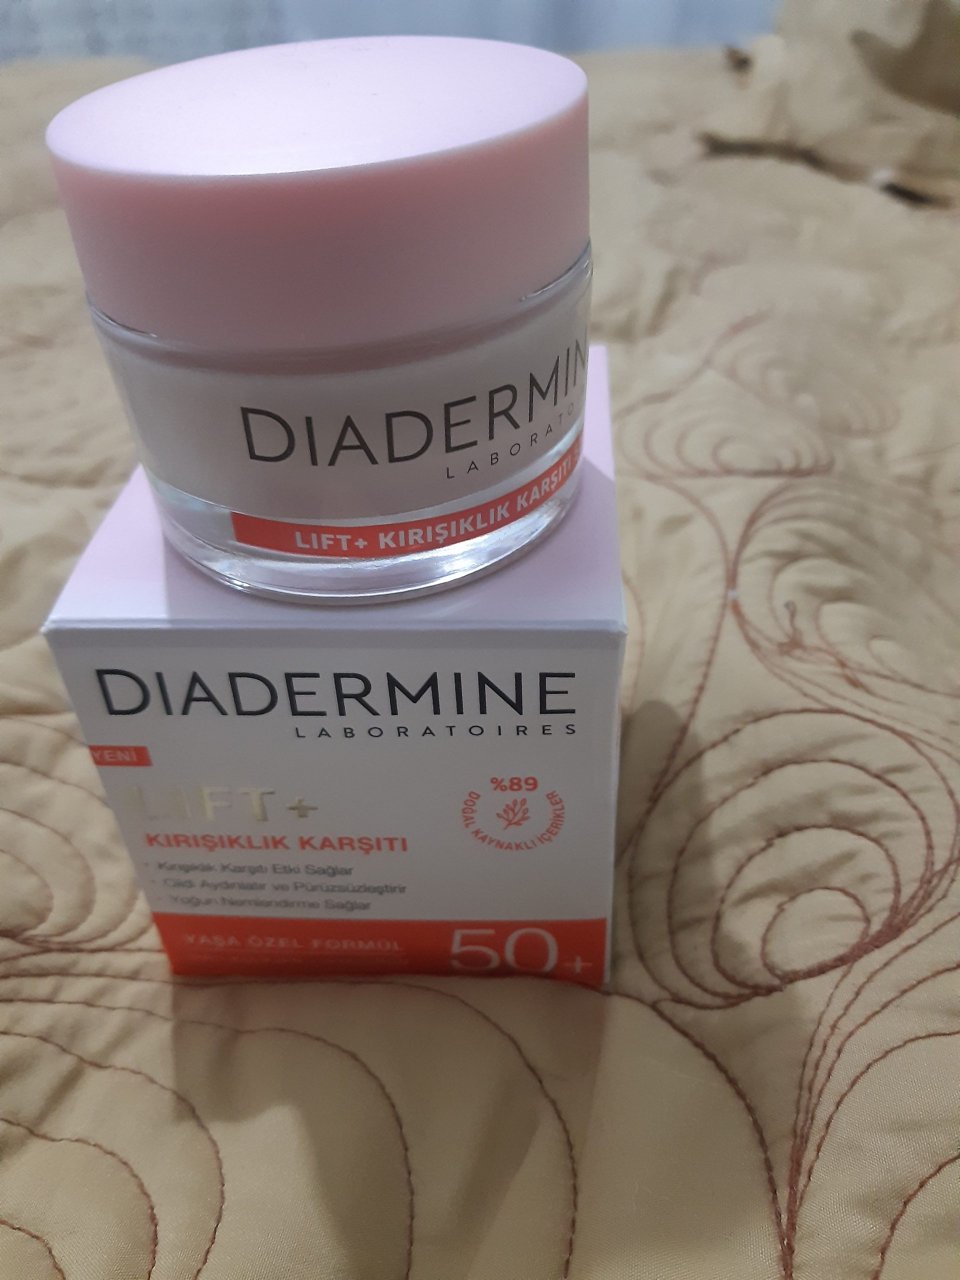 DIADERMIN
LABORATO
LIFT+ KIRIŞIKLIK KARŞITI
DIADERMINE
LABORATOIRES
YENİ
LIFT+
KIRIŞIKLIK KARŞITI
Kırışıklık Karşıtı Etki Sağlar
Cildi Aydınlatır ve Pürüzsüzleştirir
Yoğun Nemlendirme Sağlar
%89
DOĞAL KAYNAKLI İÇERİKLER
YAŞA ÖZEL FORMÜL
50+